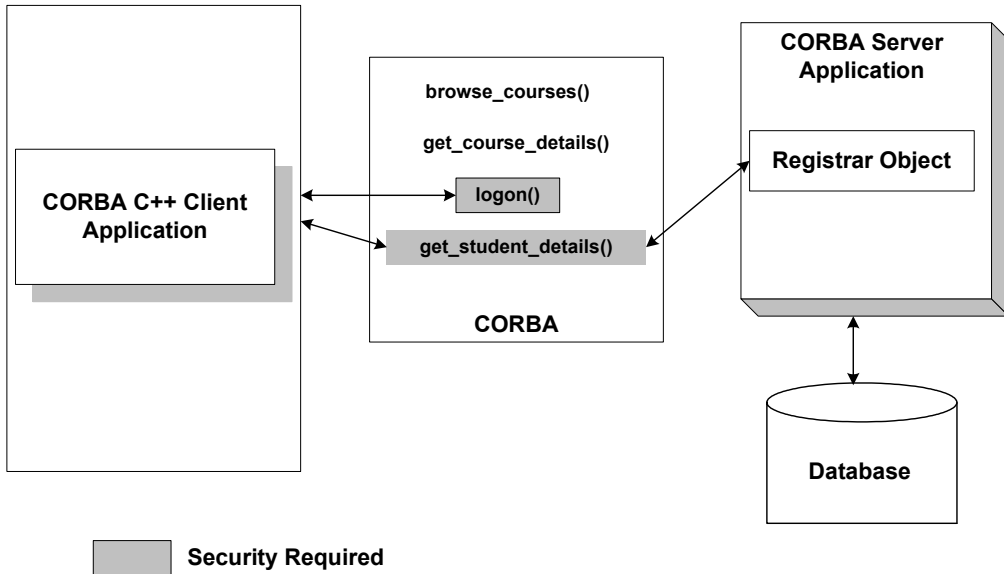 CORBA C++ Client
Application
browse_courses()
get_course_details()
logon()
get_student_details()
CORBA
CORBA Server
Application
Registrar Object
Database
Security Required